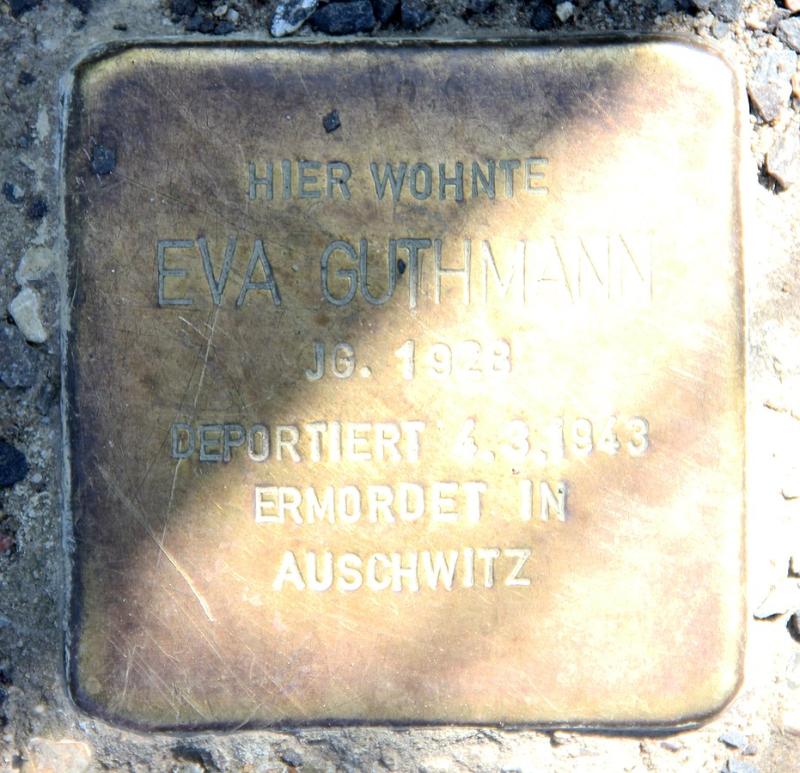 HIER WOHNTE
EVA GUTHMANN
JG. 1928
DEPORTIERT 4.3.1943
ERMORDET IN
AUSCHWITZ